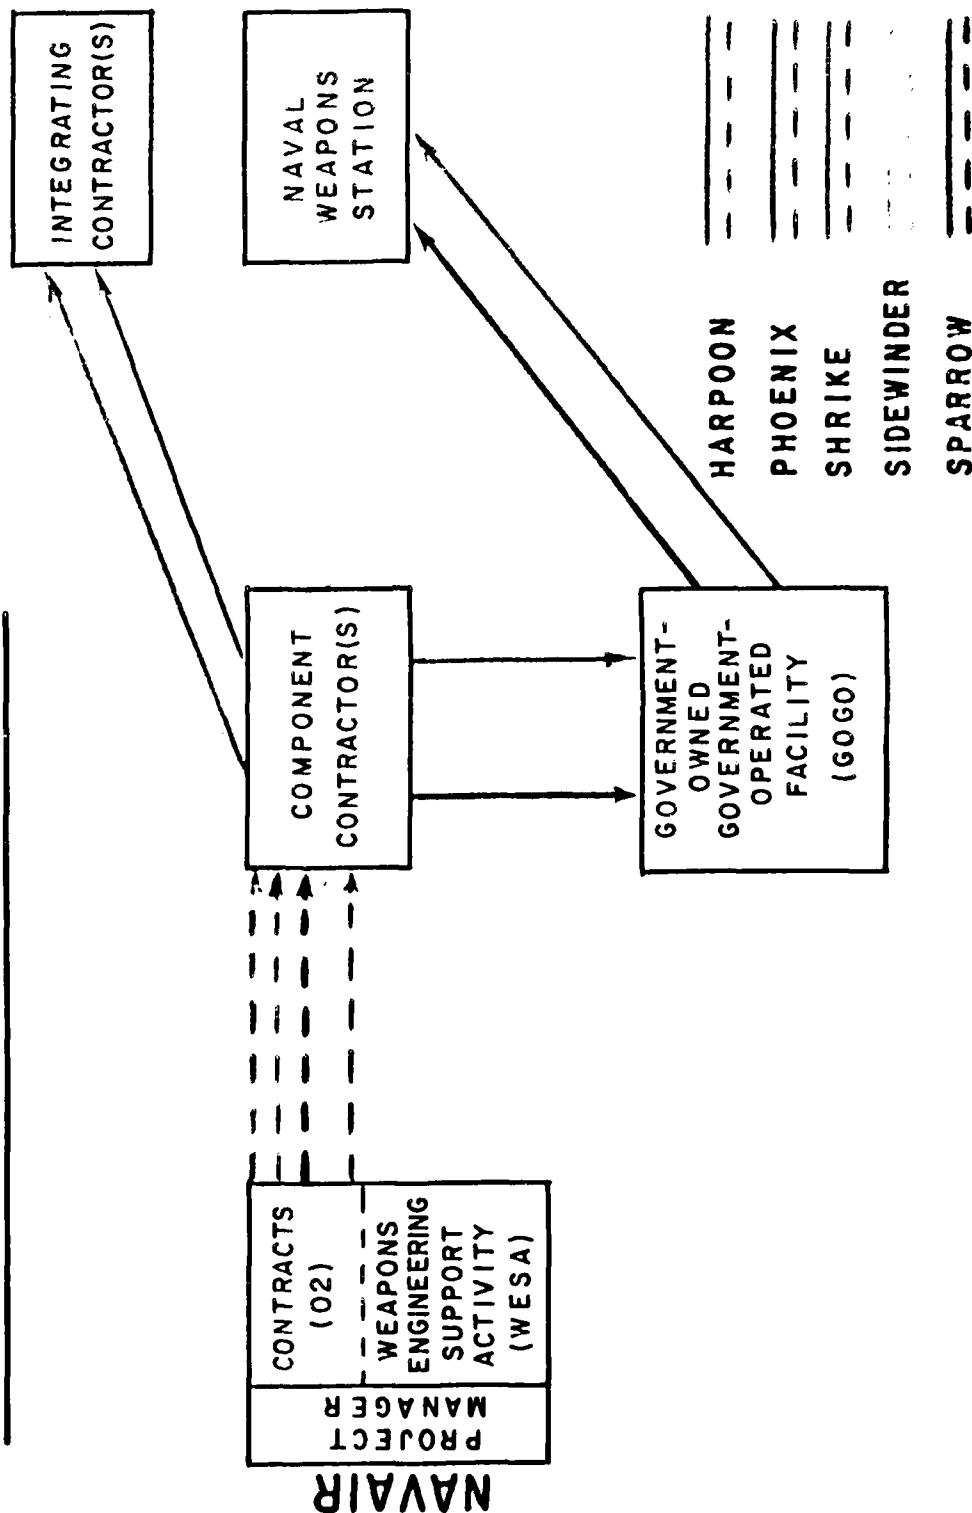 NAVAIR
PROJECT
MANAGER
CONTRACTS
(02)
WEAPONS
ENGINEERING
SUPPORT
ACTIVITY
(WESA)
COMPONENT
CONTRACTOR(S)
INTEGRATING
CONTRACTOR(S)
NAVAL
WEAPONS
STATION
GOVERNMENT-
OWNED
GOVERNMENT-
OPERATED
FACILITY
(GOGO)
HARPOON
PHOENIX
SHRIKE
SIDEWINDER
SPARROW